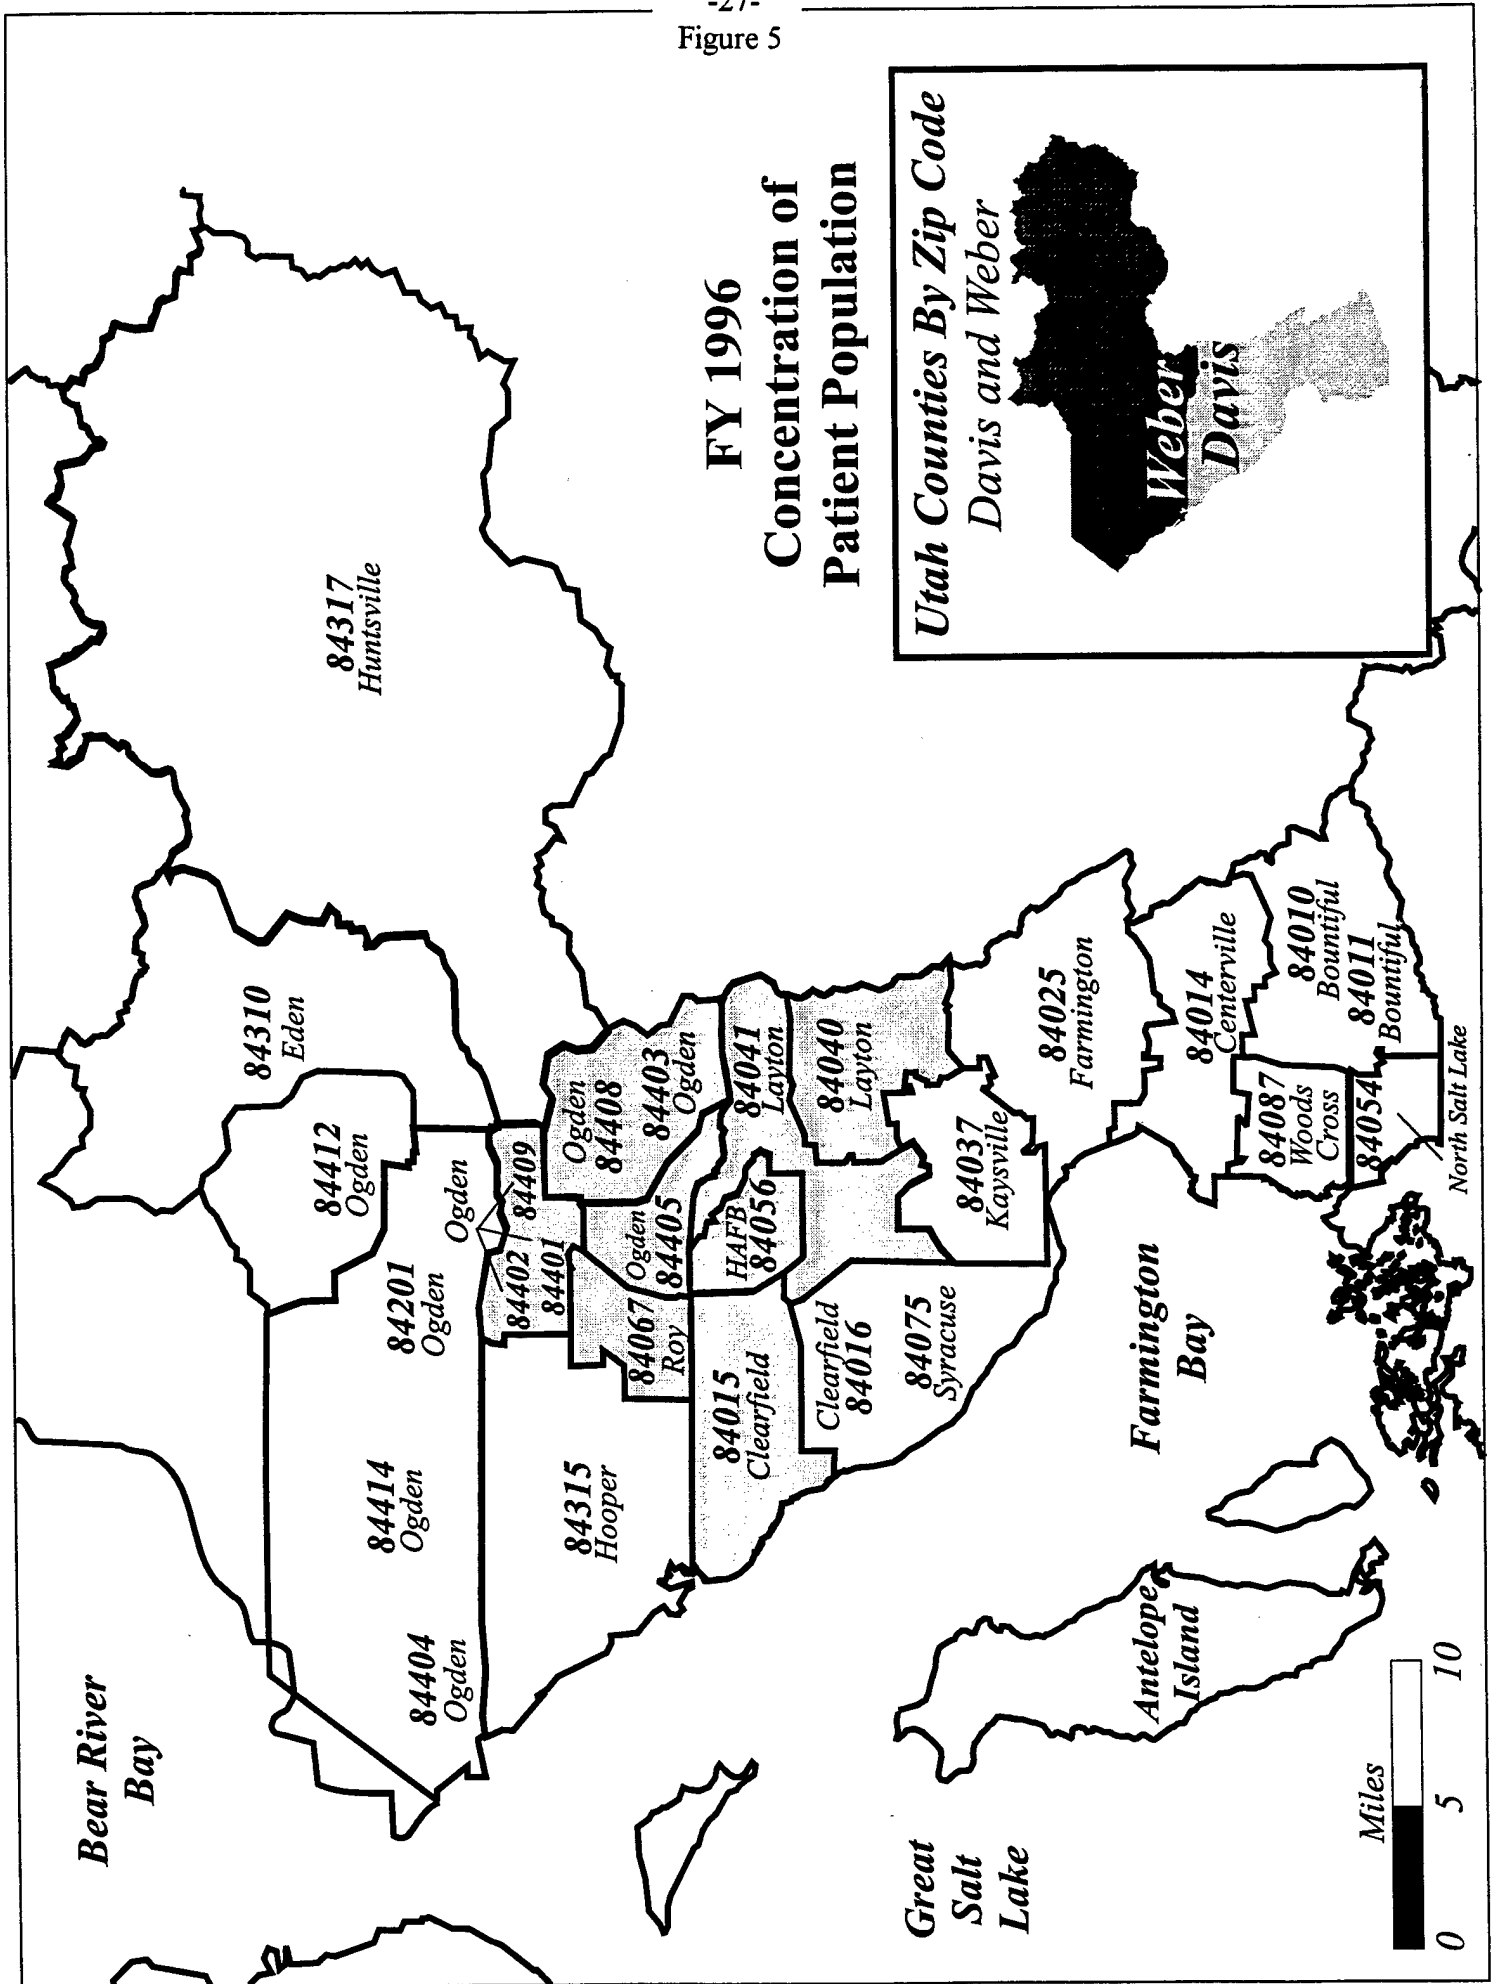 -27-
Figure 5
FY 1996
Concentration of
Patient Population
Utah Counties By Zip Code
Davis and Weber
Weber
Davis
Bear River
Bay
84317
Huntsville
84310
Eden
84412
Ogden
84201
Ogden
84414
Ogden
84404
Ogden
Ogden
84409
84402
84401
Ogden
84408
84403
Ogden
Ogden
84405
84067
Roy
84315
Hooper
84041
Layton
84040
Layton
HAFB
84056
84015
Clearfield
Clearfield
84016
84075
Syracuse
84037
Kaysville
84025
Farmington
84014
Centerville
84010
Bountiful
84011
Bountiful
84087
Woods
Cross
84054
North Salt Lake
Farmington
Bay
Antelope
Island
Great
Salt
Lake
Miles
0 5 10